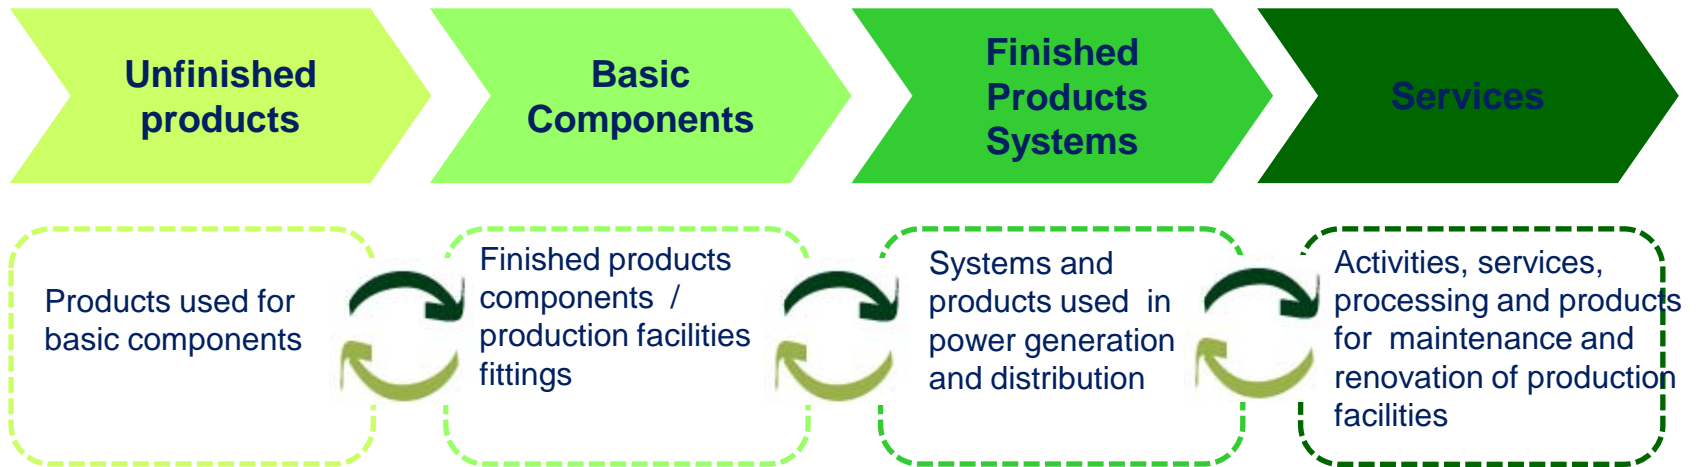 Unfinished
products
Basic
Components
Finished
Products
Systems
Services
Products used for
basic components
Finished products
components /
production facilities
fittings
Systems and
products used in
power generation
and distribution
Activities, services,
processing and products
for maintenance and
renovation of production
facilities